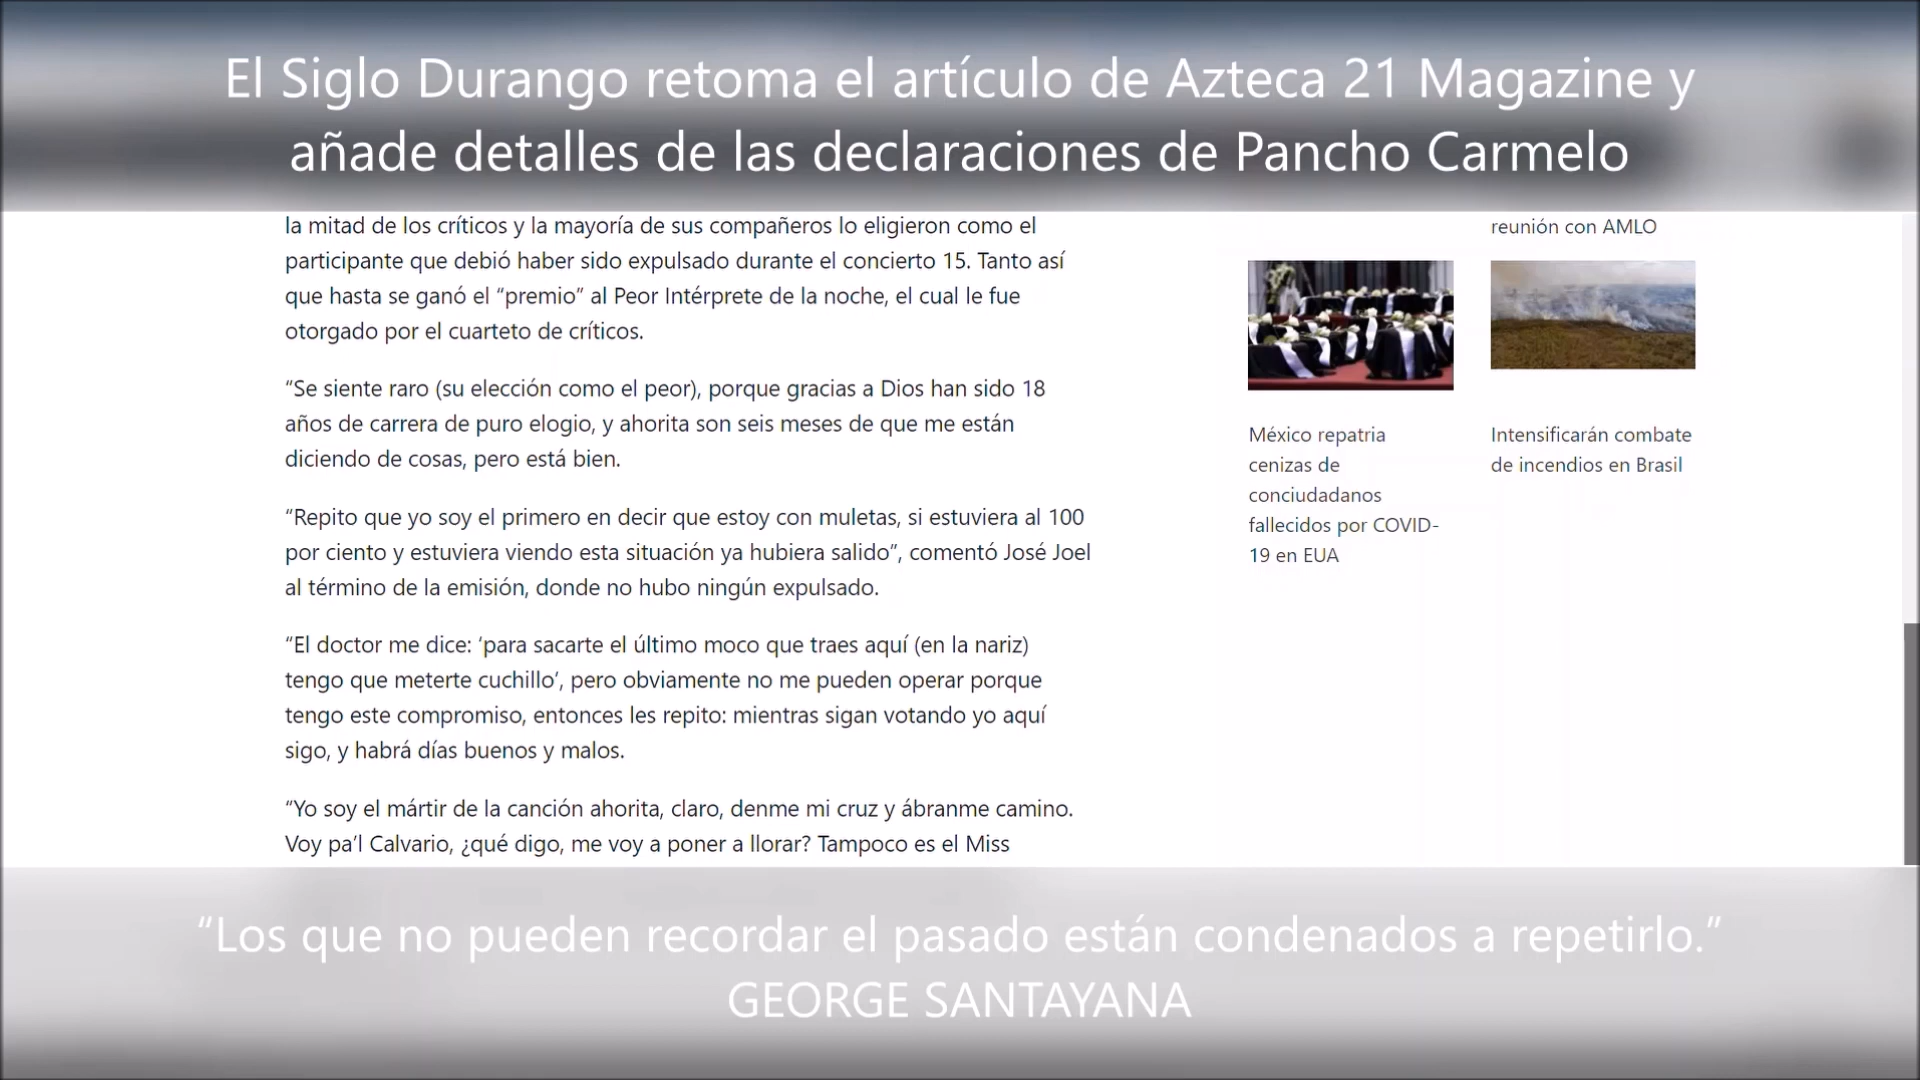 El Siglo Durango retoma el artículo de Azteca 21 Magazine y
añade detalles de las declaraciones de Pancho Carmelo
la mitad de los críticos y la mayoría de sus compañeros lo eligieron como el
participante que debió haber sido expulsado durante el concierto 15. Tanto así
que hasta se ganó el “premio” al Peor Intérprete de la noche, el cual le fue
otorgado por el cuarteto de críticos.
“Se siente raro (su elección como el peor), porque gracias a Dios han sido 18
años de carrera de puro elogio, y ahorita son seis meses de que me están
diciendo de cosas, pero está bien.
“Repito que yo soy el primero en decir que estoy con muletas, si estuviera al 100
por ciento y estuviera viendo esta situación ya hubiera salido”, comentó José Joel
al término de la emisión, donde no hubo ningún expulsado.
“El doctor me dice: ‘para sacarte el último moco que traes aquí (en la nariz)
tengo que meterte cuchillo’, pero obviamente no me pueden operar porque
tengo este compromiso, entonces les repito: mientras sigan votando yo aquí
sigo, y habrá días buenos y malos.
“Yo soy el mártir de la canción ahorita, claro, denme mi cruz y ábranme camino.
Voy pa’l Calvario, ¿qué digo, me voy a poner a llorar? Tampoco es el Miss
reunión con AMLO
México repatria
cenizas de
conciudadanos
fallecidos por COVID-
19 en EUA
Intensificarán combate
de incendios en Brasil
“Los que no pueden recordar el pasado están condenados a repetirlo.”
GEORGE SANTAYANA